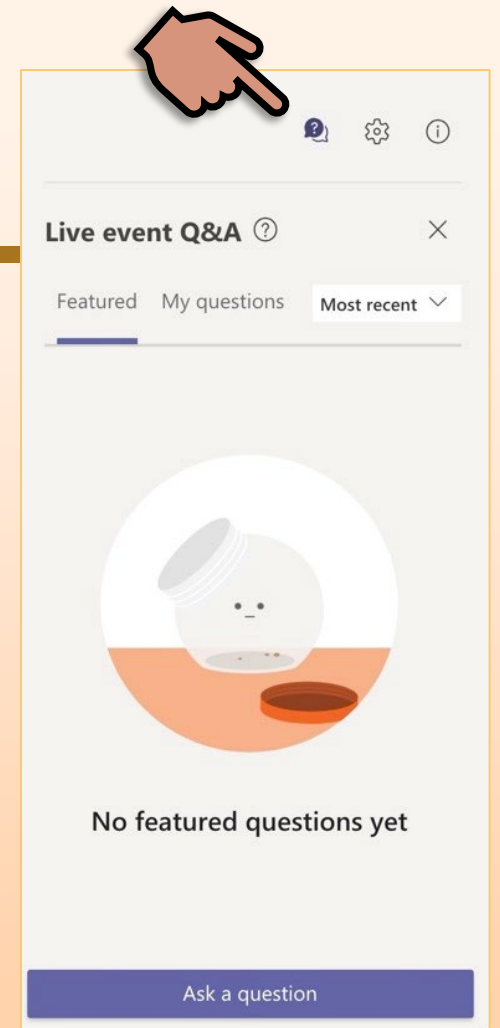 Live event Q&A
Featured My questions Most recent
No featured questions yet
Ask a question